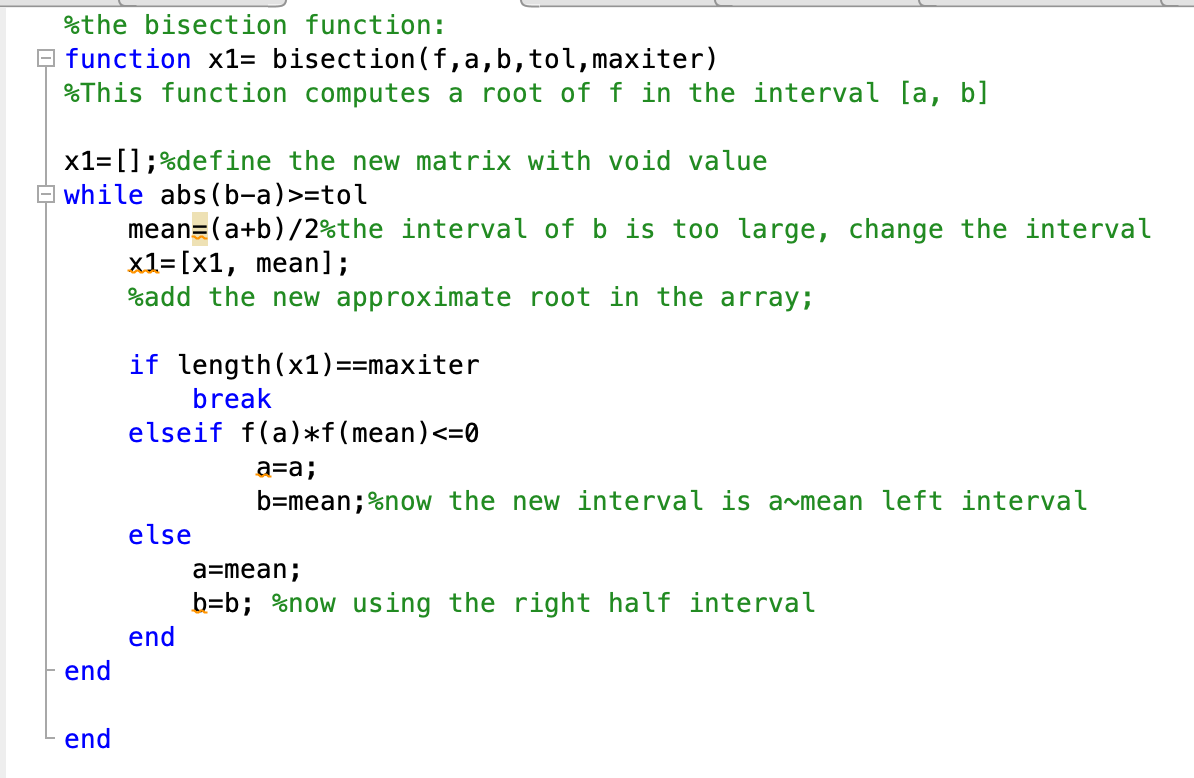 %the bisection function:
function x1= bisection(f,a,b,tol,maxiter)
%This function computes a root of f in the interval [a, b]
x1=[];%define the new matrix with void value
while abs(b-a)>=tol
mean=(a+b)/2%the interval of b is too large, change the interval
x1=[x1, mean];
%add the new approximate root in the array;
if length(x1)==maxiter
break
elseif f(a)*f(mean)<=0
a=a;
b=mean;%now the new interval is a~mean left interval
else
a=mean;
b=b; %now using the right half interval
end
end
end